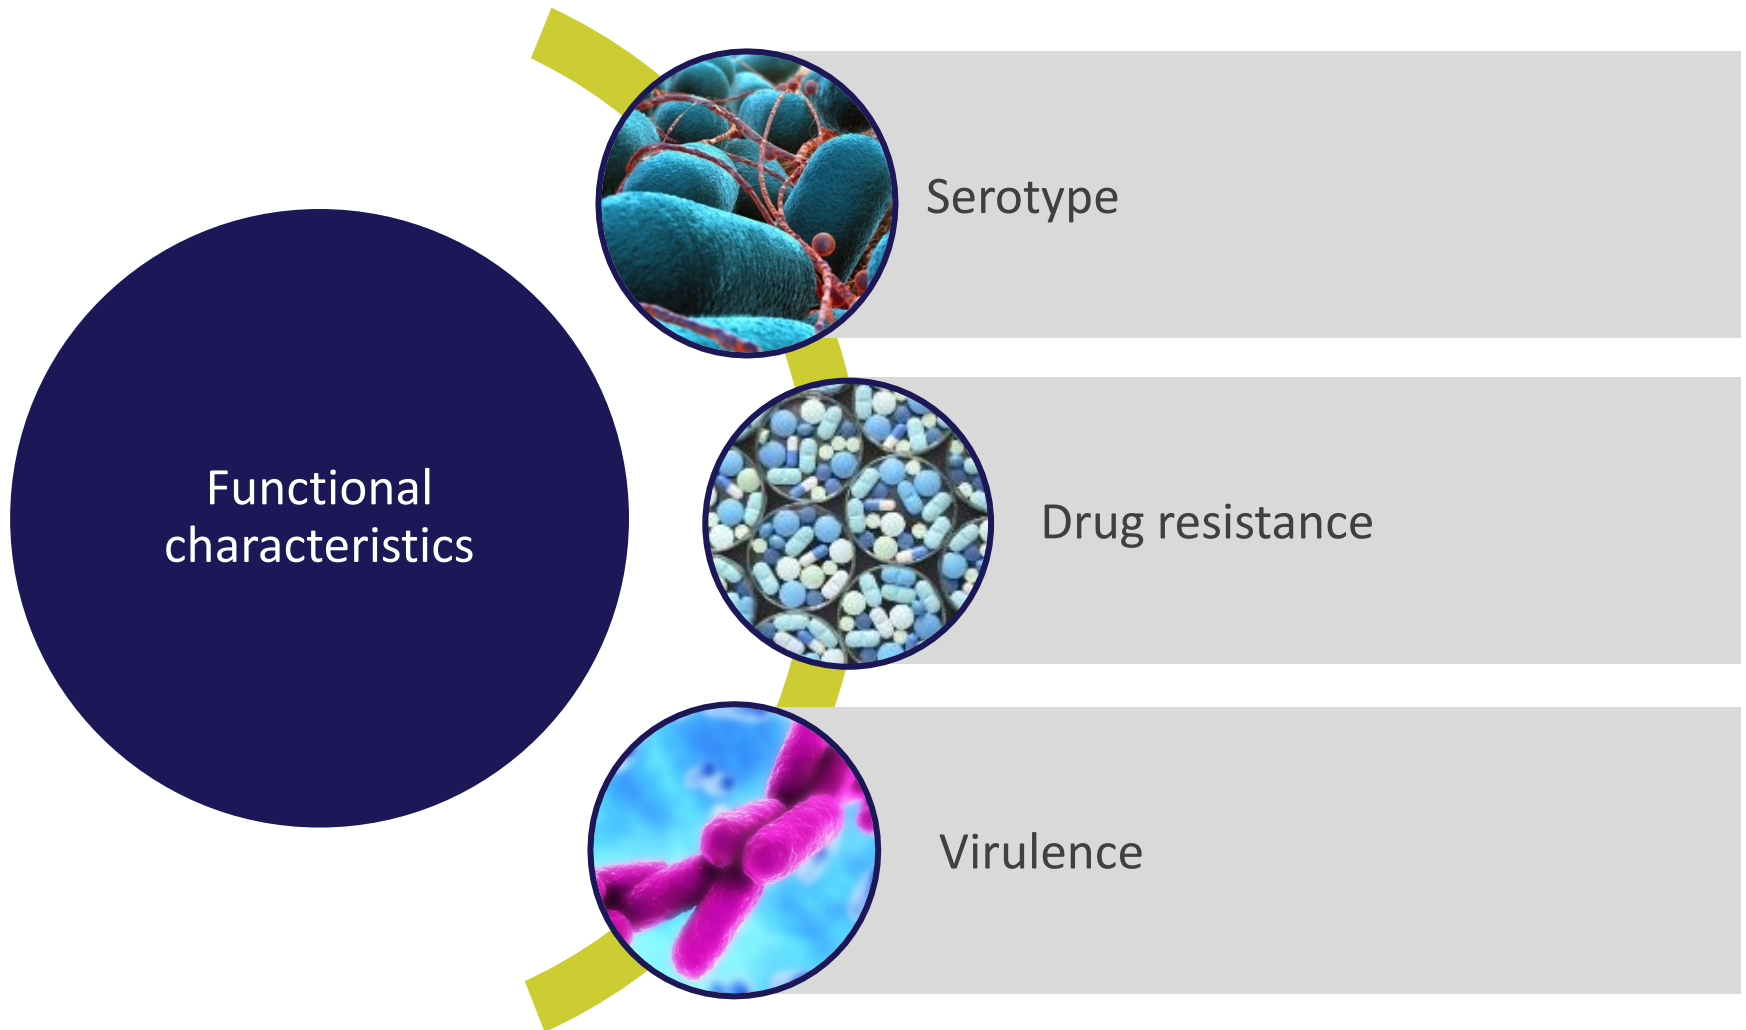 Functional
characteristics
Serotype
Drug resistance
Virulence